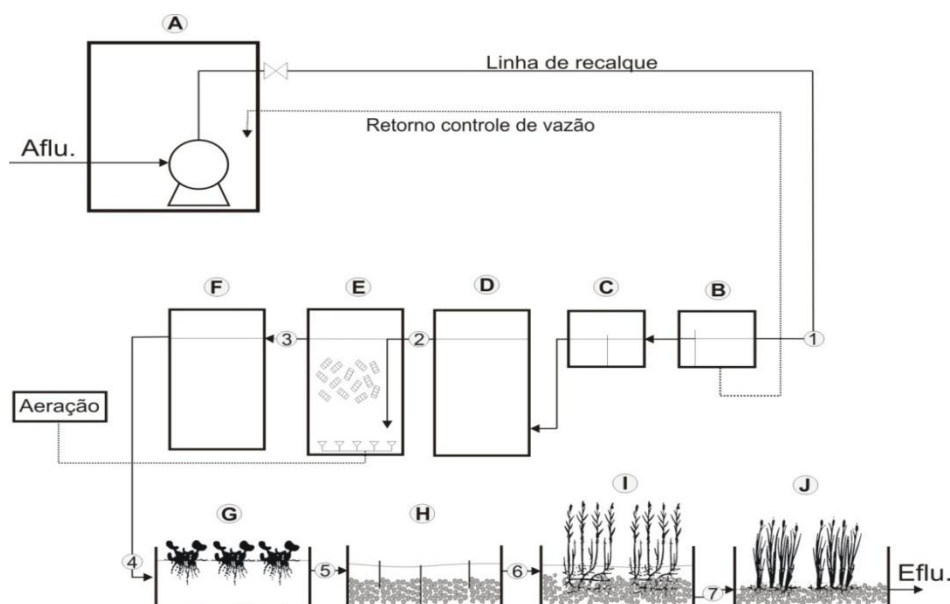 A
Linha de recalque
Retorno controle de vazão
Aflu.
F
E
D
C
B
3
2
1
Aeração
G
H
I
J
4
5
6
7
Eflu.